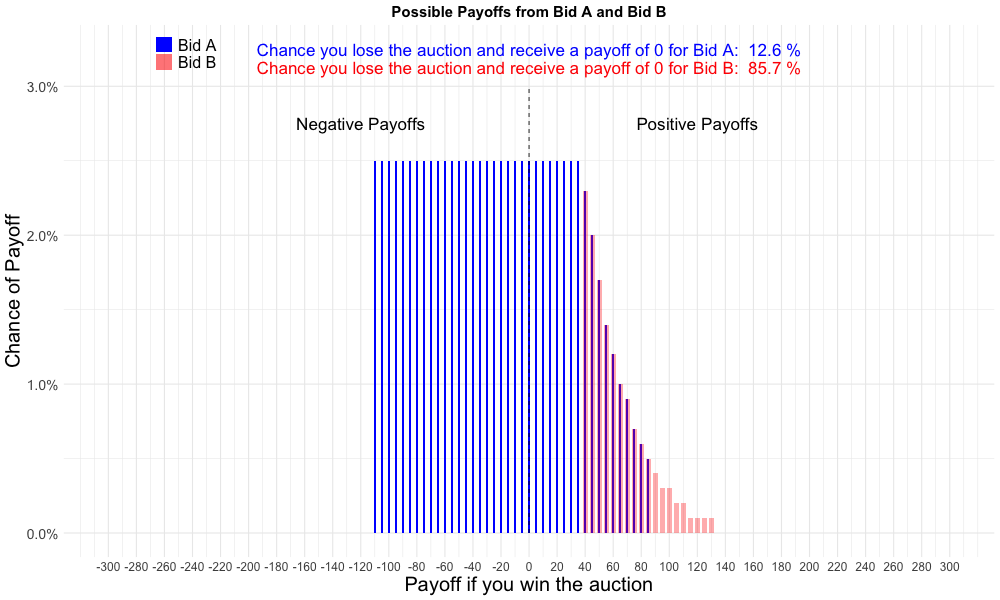 Possible Payoffs from Bid A and Bid B
Bid A
Bid B
Chance you lose the auction and receive a payoff of 0 for Bid A: 12.6 %
Chance you lose the auction and receive a payoff of 0 for Bid B: 85.7 %
Negative Payoffs
Positive Payoffs
Chance of Payoff
3.0%
2.0%
1.0%
0.0%
-300 -280 -260 -240 -220 -200 -180 -160 -140 -120 -100 -80 -60 -40 -20 0 20 40 60 80 100 120 140 160 180 200 220 240 260 280 300
Payoff if you win the auction